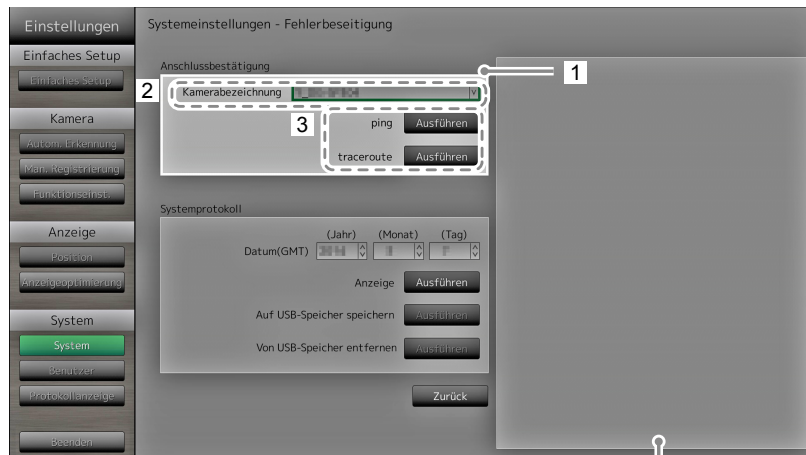 Einstellungen
Einfaches Setup
Einfaches Setup
Kamera
Autom. Erkennung
Man. Registrierung
Funktionseinst.
Anzeige
Position
Anzeigeoptimierung
System
System
Benutzer
Protokollanzeige
Beenden
Systemeinstellungen - Fehlerbeseitigung
Anschlussbestätigung
1
2
Kamerabezeichnung
3
ping Ausführen
traceroute Ausführen
Systemprotokoll
(Jahr) (Monat) (Tag)
Datum(GMT)
Anzeige Ausführen
Auf USB-Speicher speichern Ausführen
Von USB-Speicher entfernen Ausführen
Zurück